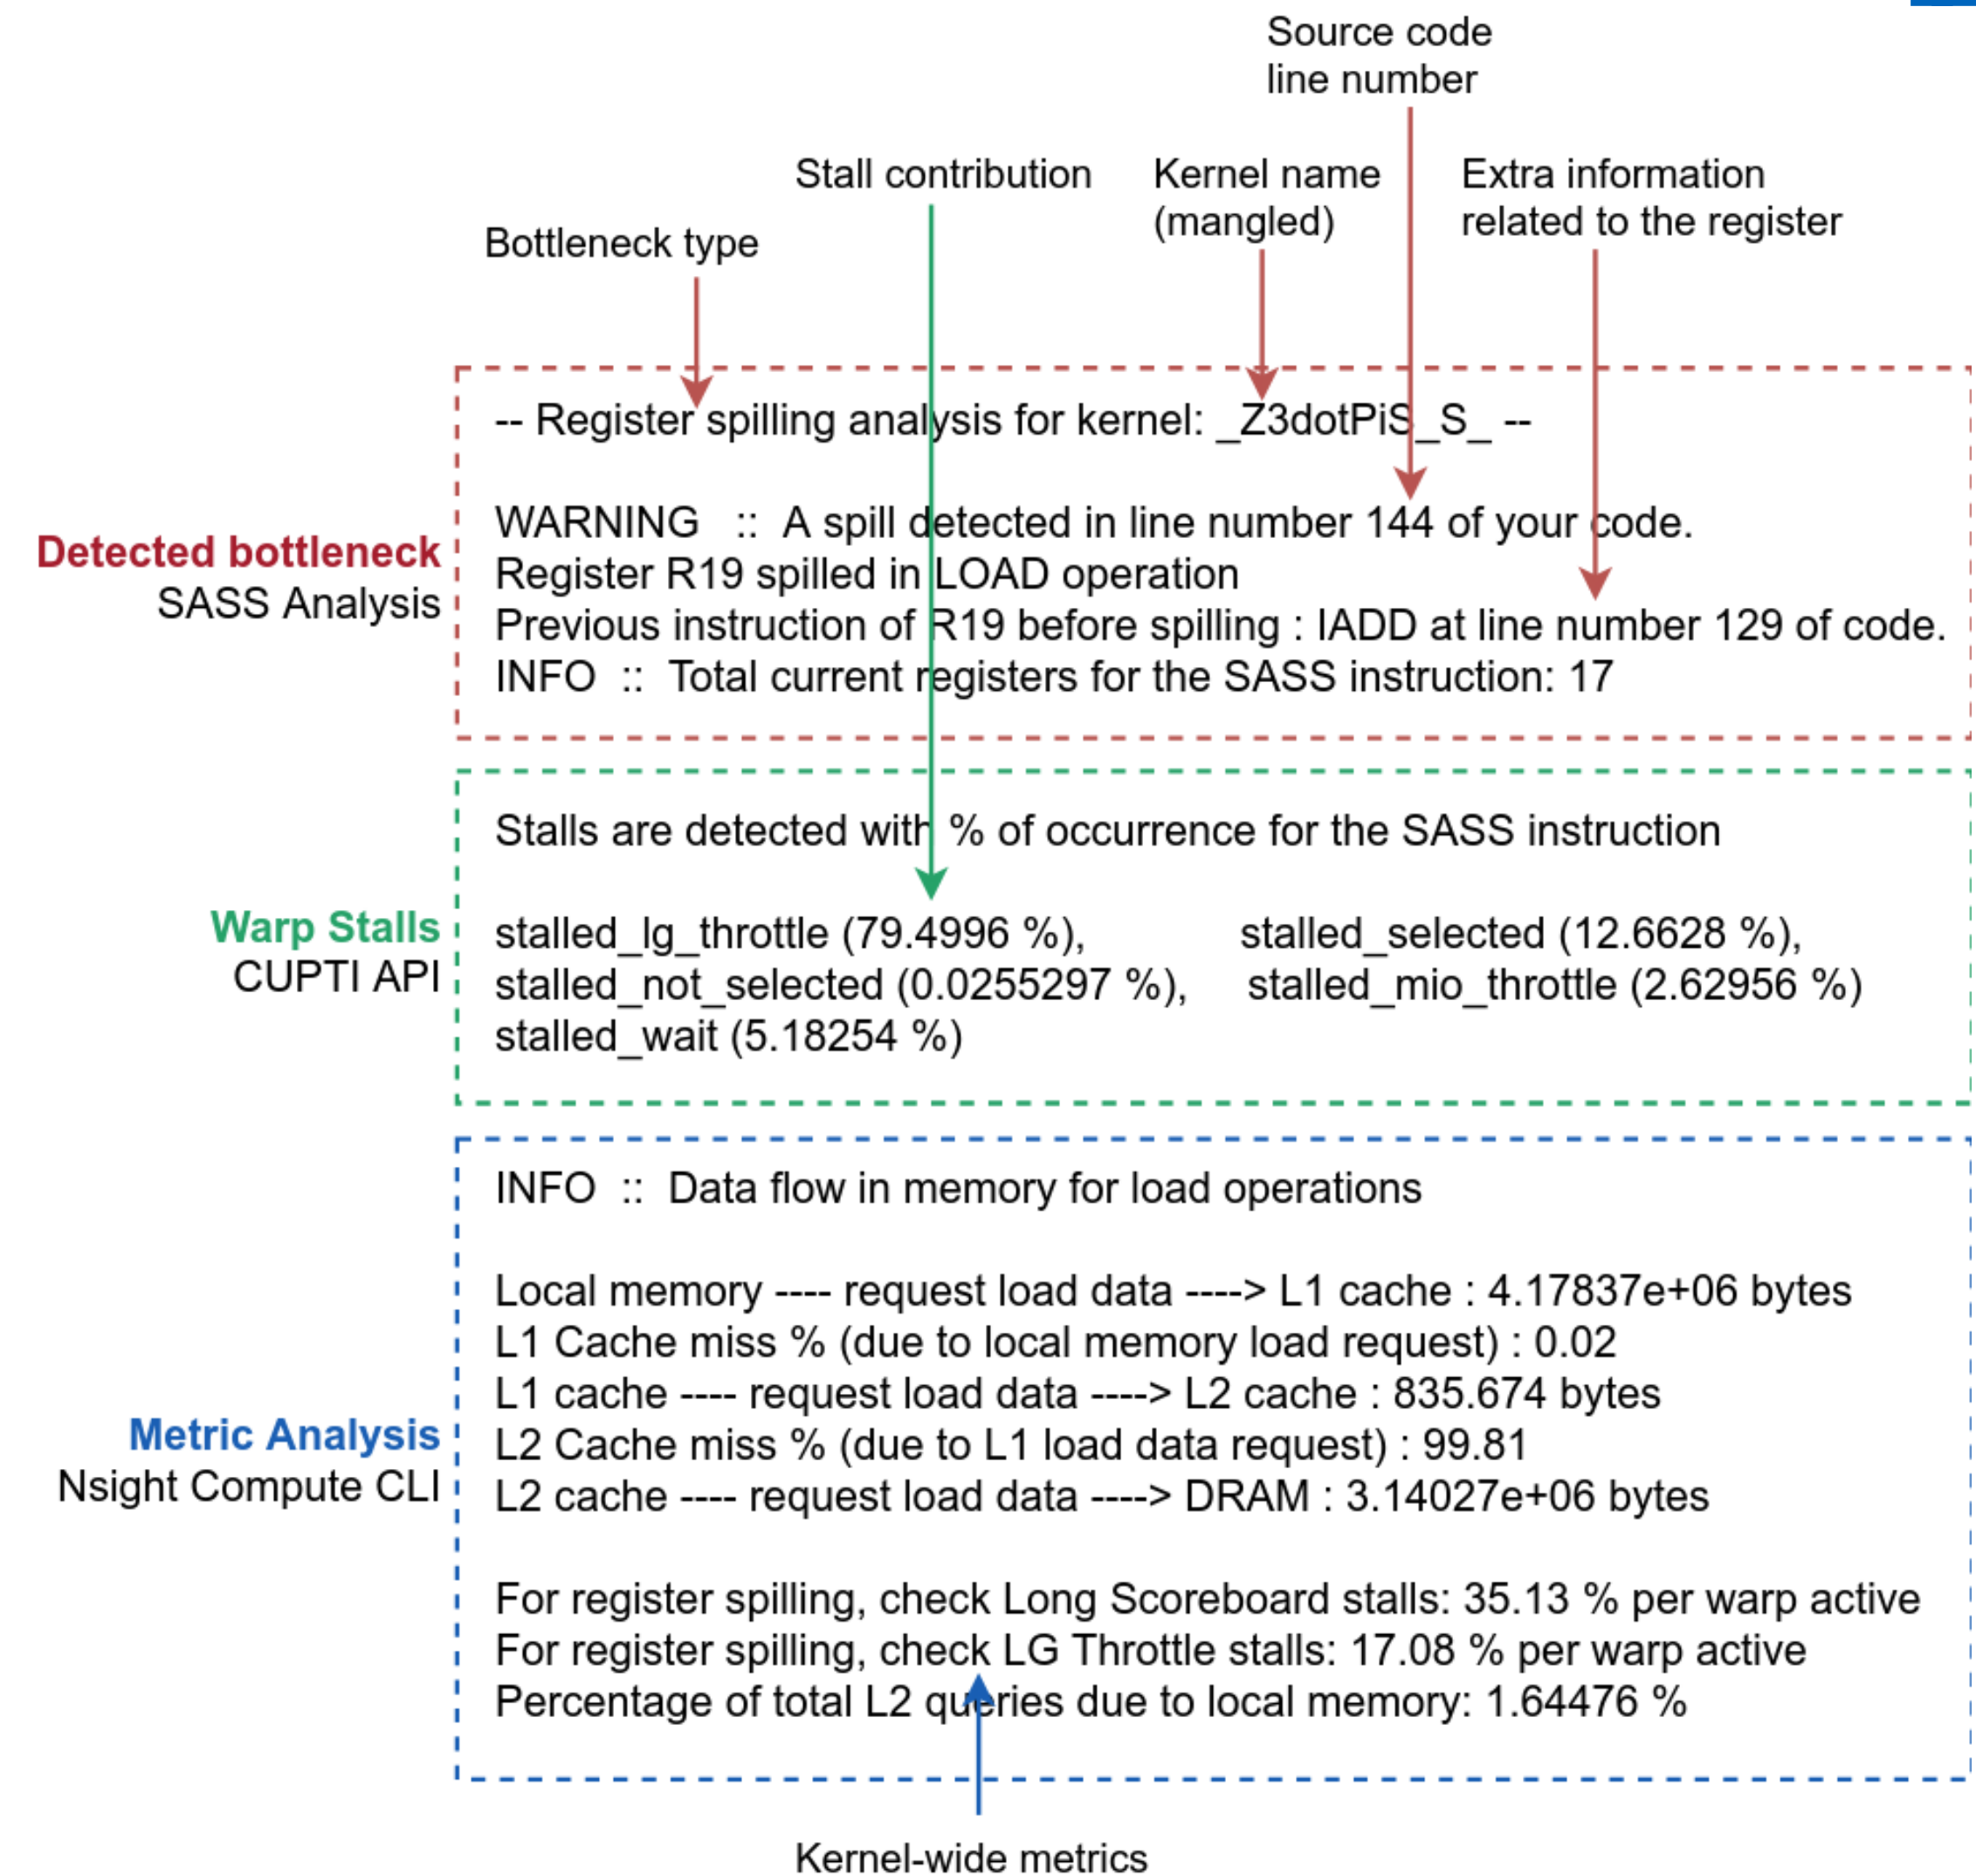 Source code
line number
Stall contribution
Kernel name
(mangled)
Extra information
related to the register
Bottleneck type
-- Register spilling analysis for kernel: _Z3dotPiS_S_ --
WARNING :: A spill detected in line number 144 of your code.
Register R19 spilled in LOAD operation
Previous instruction of R19 before spilling : IADD at line number 129 of code.
INFO :: Total current registers for the SASS instruction: 17
Detected bottleneck
SASS Analysis
Stalls are detected with % of occurrence for the SASS instruction
stalled_lg_throttle (79.4996 %), stalled_selected (12.6628 %),
stalled_not_selected (0.0255297 %), stalled_mio_throttle (2.62956 %)
stalled_wait (5.18254 %)
Warp Stalls
CUPTI API
INFO :: Data flow in memory for load operations
Local memory ---- request load data ----> L1 cache : 4.17837e+06 bytes
L1 Cache miss % (due to local memory load request) : 0.02
L1 cache ---- request load data ----> L2 cache : 835.674 bytes
L2 Cache miss % (due to L1 load data request) : 99.81
L2 cache ---- request load data ----> DRAM : 3.14027e+06 bytes
For register spilling, check Long Scoreboard stalls: 35.13 % per warp active
For register spilling, check LG Throttle stalls: 17.08 % per warp active
Percentage of total L2 queries due to local memory: 1.64476 %
Metric Analysis
Nsight Compute CLI
Kernel-wide metrics